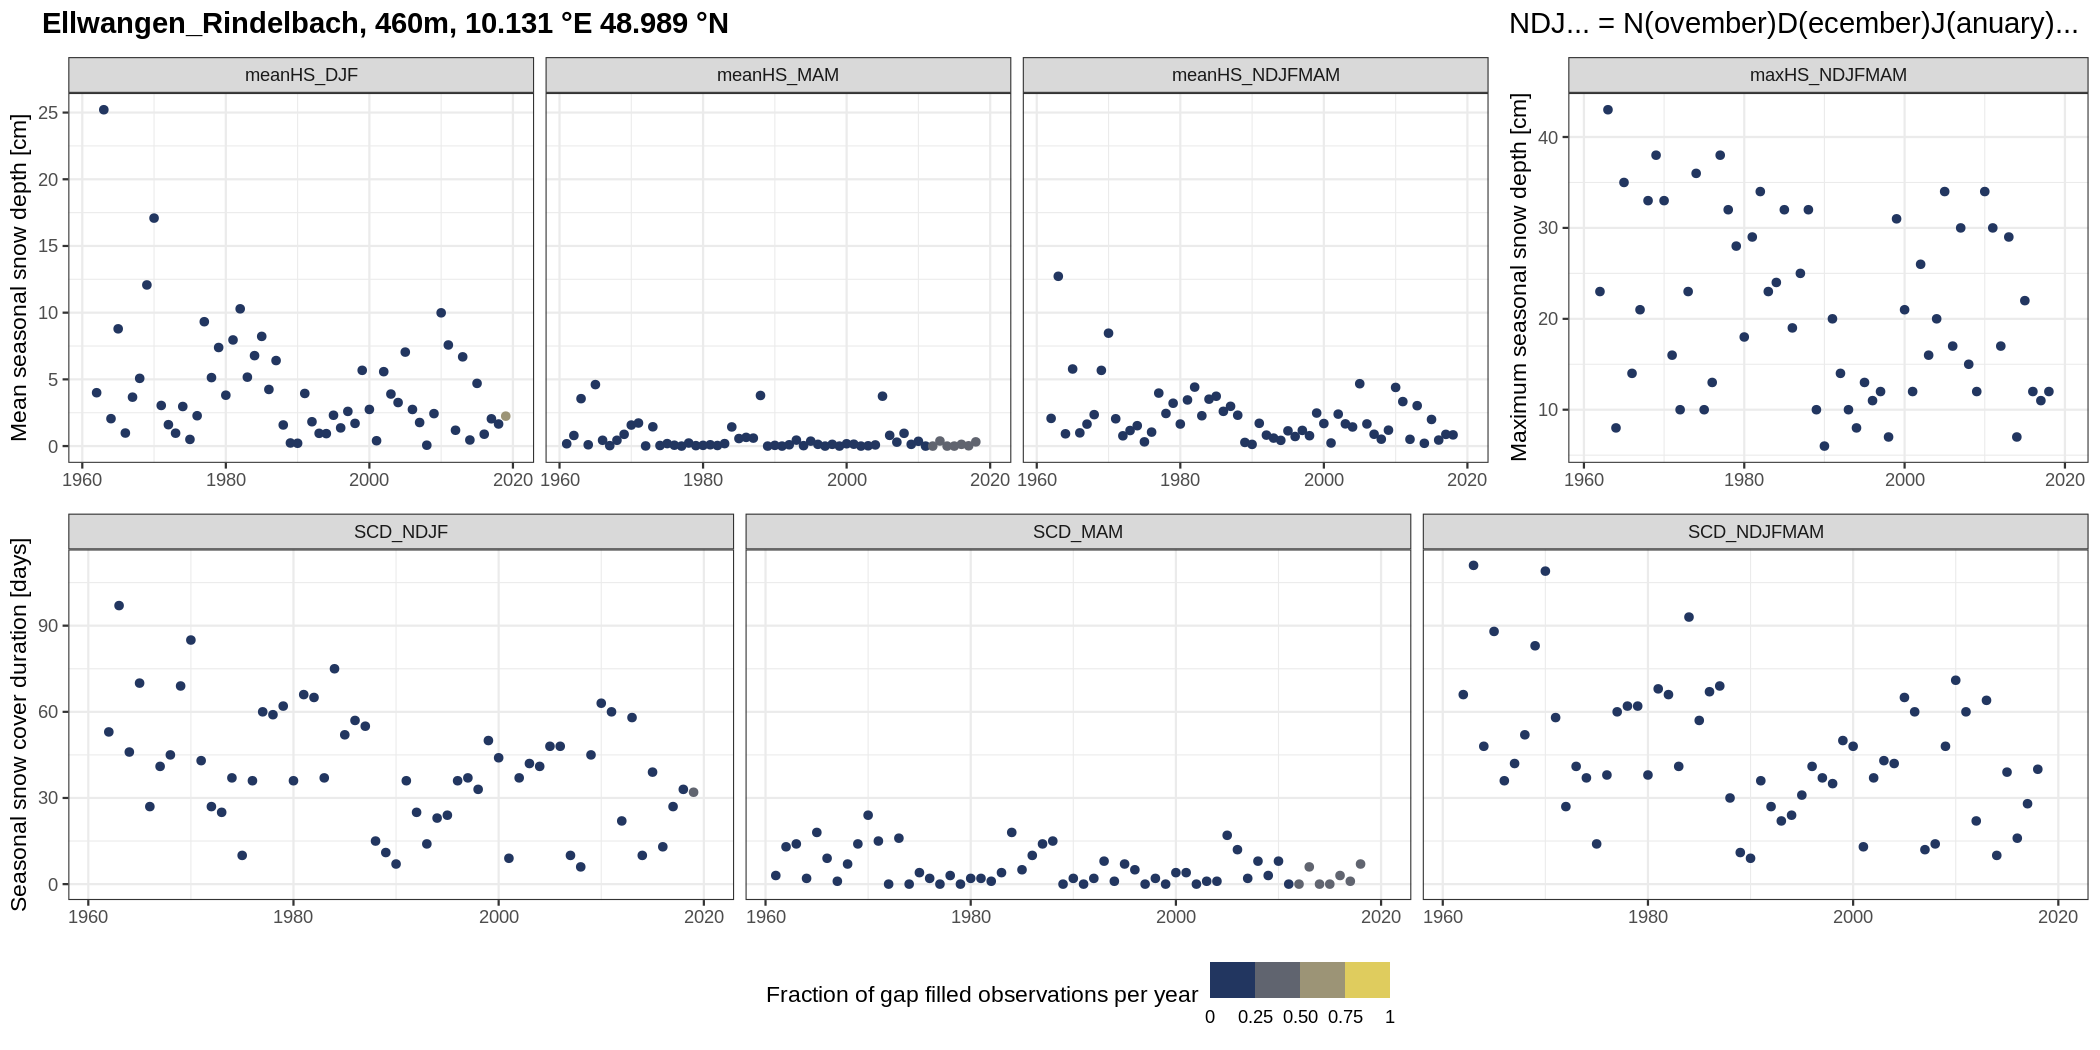 Ellwangen_Rindelbach, 460m, 10.131 °E 48.989 °N
NDJ... = N(ovember)D(ecember)J(anuary)...
meanHS_DJF
meanHS_MAM
meanHS_NDJFMAM
maxHS_NDJFMAM
Mean seasonal snow depth [cm]
25
20
15
10
5
0
1960 1980 2000 2020
1960 1980 2000 2020
1960 1980 2000 2020
Maximum seasonal snow depth [cm]
40
30
20
10
1960 1980 2000 2020
SCD_NDJF
SCD_MAM
SCD_NDJFMAM
Seasonal snow cover duration [days]
90
60
30
0
1960 1980 2000 2020
1960 1980 2000 2020
1960 1980 2000 2020
Fraction of gap filled observations per year
0 0.25 0.50 0.75 1